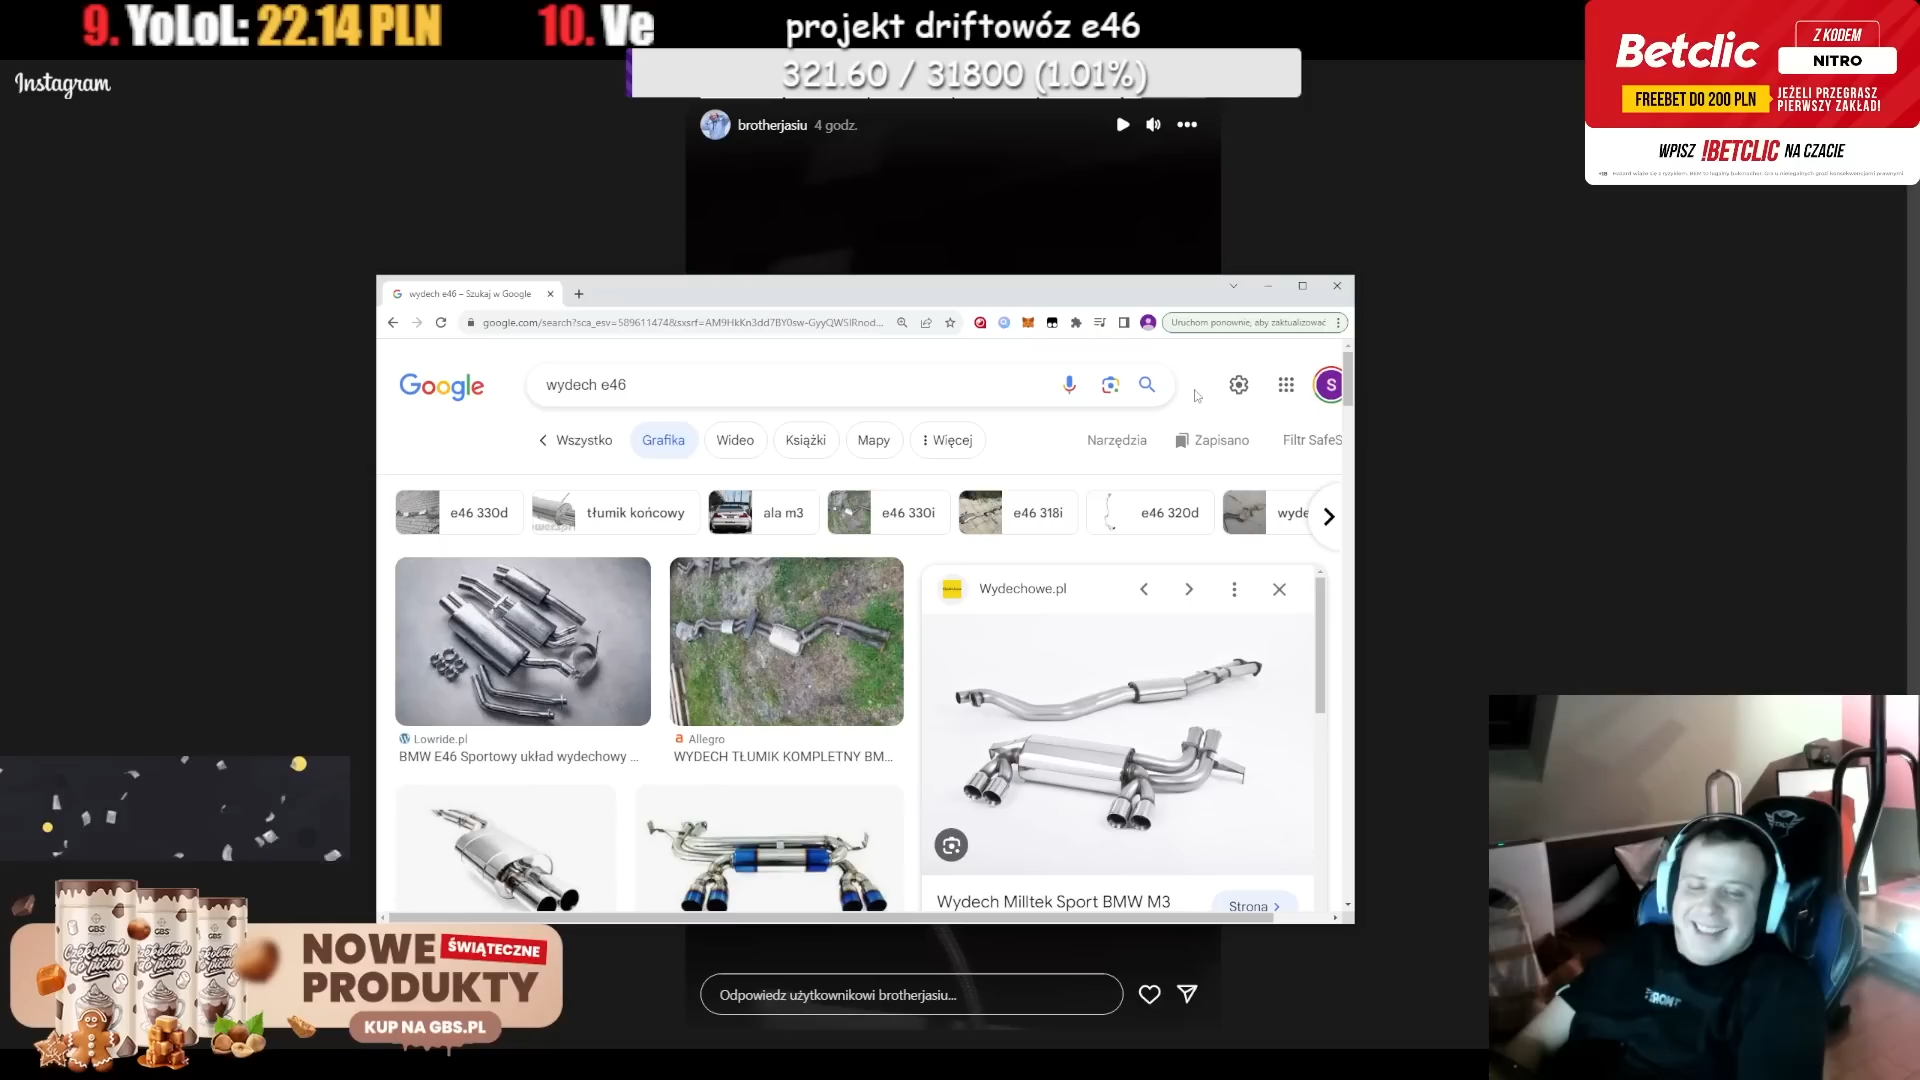 9. YoLoL: 22.14 PLN
10. Ve
projekt driftowóz e46
321.60 / 31800 (1.01%)
Betclic
Z KODEM
NITRO
FREEBET DO 200 PLN
JEŻELI PRZEGRASZ
PIERWSZY ZAKŁAD!
WPISZ !BETCLIC NA CZACIE
Instagram
brotherjasiu 4 godz.
wydech e46 – Szukaj w Google
google.com/search?sca_esv=589611474&sxsrf=AM9HkKn3dd7BY0sw-GyyQWSIRnod...
Uruchom ponownie, aby zaktualizować
Google
wydech e46
S
Wszystko
Grafika
Wideo
Książki
Mapy
Więcej
Narzędzia
Zapisano
Filtr SafeS
e46 330d
tłumik końcowy
ala m3
e46 330i
e46 318i
e46 320d
wyde
Wydechowe.pl
Lowride.pl
BMW E46 Sportowy układ wydechowy ...
Allegro
WYDECH TŁUMIK KOMPLETNY BM...
Wydech Milltek Sport BMW M3
Strona
Odpowiedz użytkownikowi brotherjasiu...
GBS
GBS
NOWE ŚWIĄTECZNE
PRODUKTY
KUP NA GBS.PL